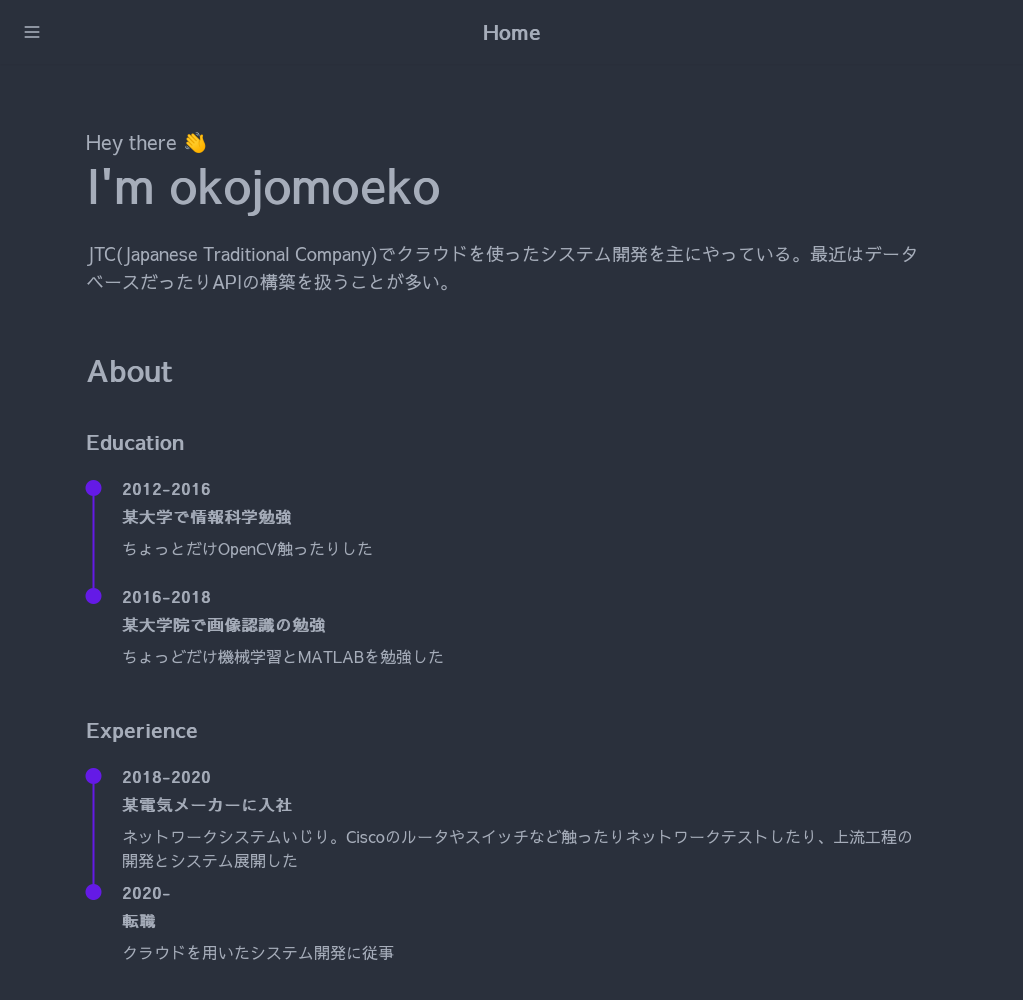 Home
Hey there 👋
I'm okojomoeko
JTC(Japanese Traditional Company)でクラウドを使ったシステム開発を主にやっている。最近はデータ
ベースだったりAPIの構築を扱うことが多い。
About
Education
2012-2016
某大学で情報科学勉強
ちょっとだけOpenCV触ったりした
2016-2018
某大学院で画像認識の勉強
ちょっどだけ機械学習とMATLABを勉強した
Experience
2018-2020
某電気メーカーに入社
ネットワークシステムいじり。Ciscoのルータやスイッチなど触ったりネットワークテストしたり、上流工程の
開発とシステム展開した
2020-
転職
クラウドを用いたシステム開発に従事